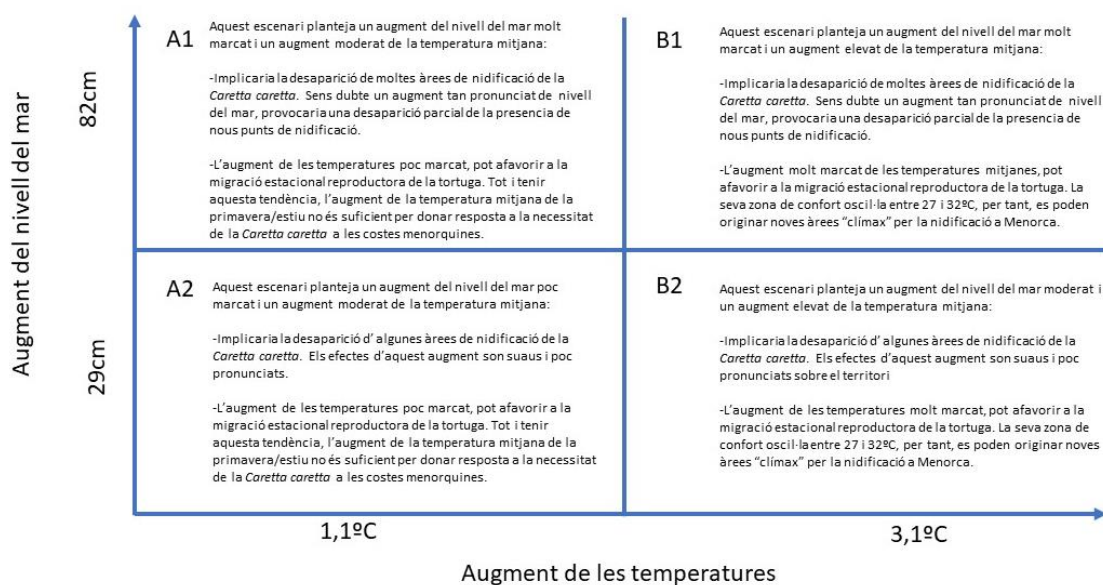 Augment del nivell del mar
82cm
29cm
A1
Aquest escenari planteja un augment del nivell del mar molt
marcat i un augment moderat de la temperatura mitjana:
-Implicaria la desaparició de moltes àrees de nidificació de la
Caretta caretta. Sens dubte un augment tan pronunciat de nivell
del mar, provocaria una desaparició parcial de la presencia de
nous punts de nidificació.
-L'augment de les temperatures poc marcat, pot afavorir a la
migració estacional reproductora de la tortuga. Tot i tenir
aquesta tendència, l'augment de la temperatura mitjana de la
primavera/estiu no és suficient per donar resposta a la necessitat
de la Caretta caretta a les costes menorquines.
B1
Aquest escenari planteja un augment del nivell del mar molt
marcat i un augment elevat de la temperatura mitjana:
-Implicaria la desaparició de moltes àrees de nidificació de la
Caretta caretta. Sens dubte un augment tan pronunciat de nivell
del mar, provocaria una desaparició parcial de la presencia de
nous punts de nidificació.
-L'augment molt marcat de les temperatures mitjanes, pot
afavorir a la migració estacional reproductora de la tortuga. La
seva zona de confort oscil·la entre 27 i 32ºC, per tant, es poden
originar noves àrees “clímax” per la nidificació a Menorca.
A2
Aquest escenari planteja un augment del nivell del mar poc
marcat i un augment moderat de la temperatura mitjana:
-Implicaria la desaparició d' algunes àrees de nidificació de la
Caretta caretta. Els efectes d'aquest augment son suaus i poc
pronunciats.
-L'augment de les temperatures poc marcat, pot afavorir a la
migració estacional reproductora de la tortuga. Tot i tenir
aquesta tendència, l'augment de la temperatura mitjana de la
primavera/estiu no és suficient per donar resposta a la necessitat
de la Caretta caretta a les costes menorquines.
B2
Aquest escenari planteja un augment del nivell del mar moderat i
un augment elevat de la temperatura mitjana:
-Implicaria la desaparició d' algunes àrees de nidificació de la
Caretta caretta. Els efectes d'aquest augment son suaus i poc
pronunciats sobre el territori
-L'augment de les temperatures molt marcat, pot afavorir a la
migració estacional reproductora de la tortuga. La seva zona de
confort oscil·la entre 27 i 32ºC, per tant, es poden originar noves
àrees “clímax” per la nidificació a Menorca.
1,1ºC
3,1ºC
Augment de les temperatures